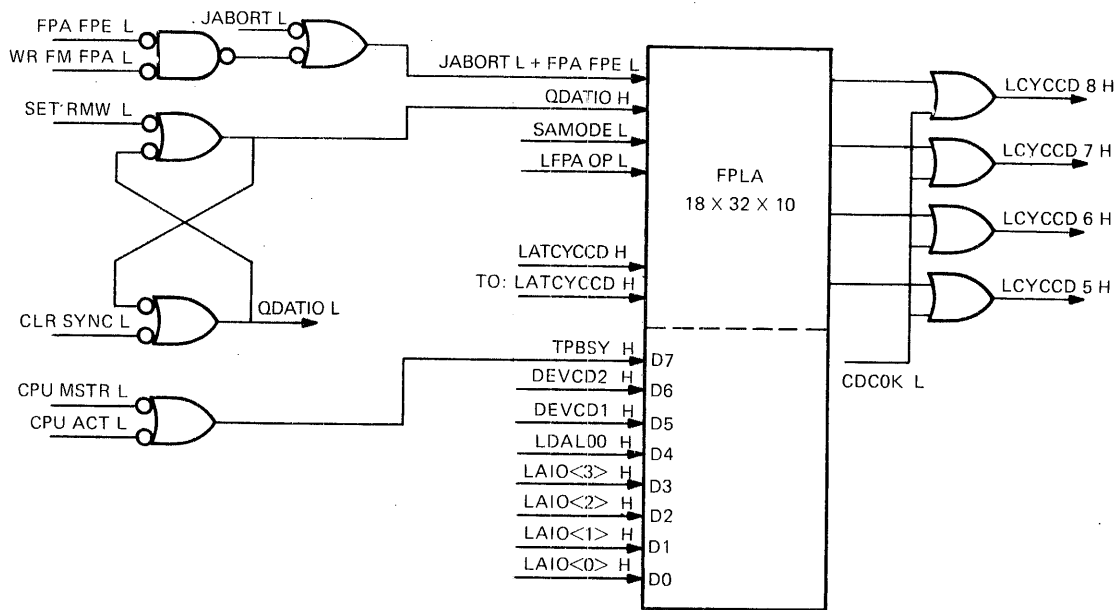 FPA FPE L
WR FM FPA L
JABORT L
JABORT L + FPA FPE L
SET RMW L
QDATIO H
SAMODE L
LFPA OP L
FPLA
18 X 32 X 10
LCYCCD 8 H
LCYCCD 7 H
LCYCCD 6 H
LCYCCD 5 H
LATCYCCD H
TO: LATCYCCD H
CLR SYNC L
QDATIO L
CDC0K L
CPU MSTR L
CPU ACT L
TPBSY H D7
DEVCD2 H D6
DEVCD1 H D5
LDAL00 H D4
LAIO<3> H D3
LAIO<2> H D2
LAIO<1> H D1
LAIO<0> H D0